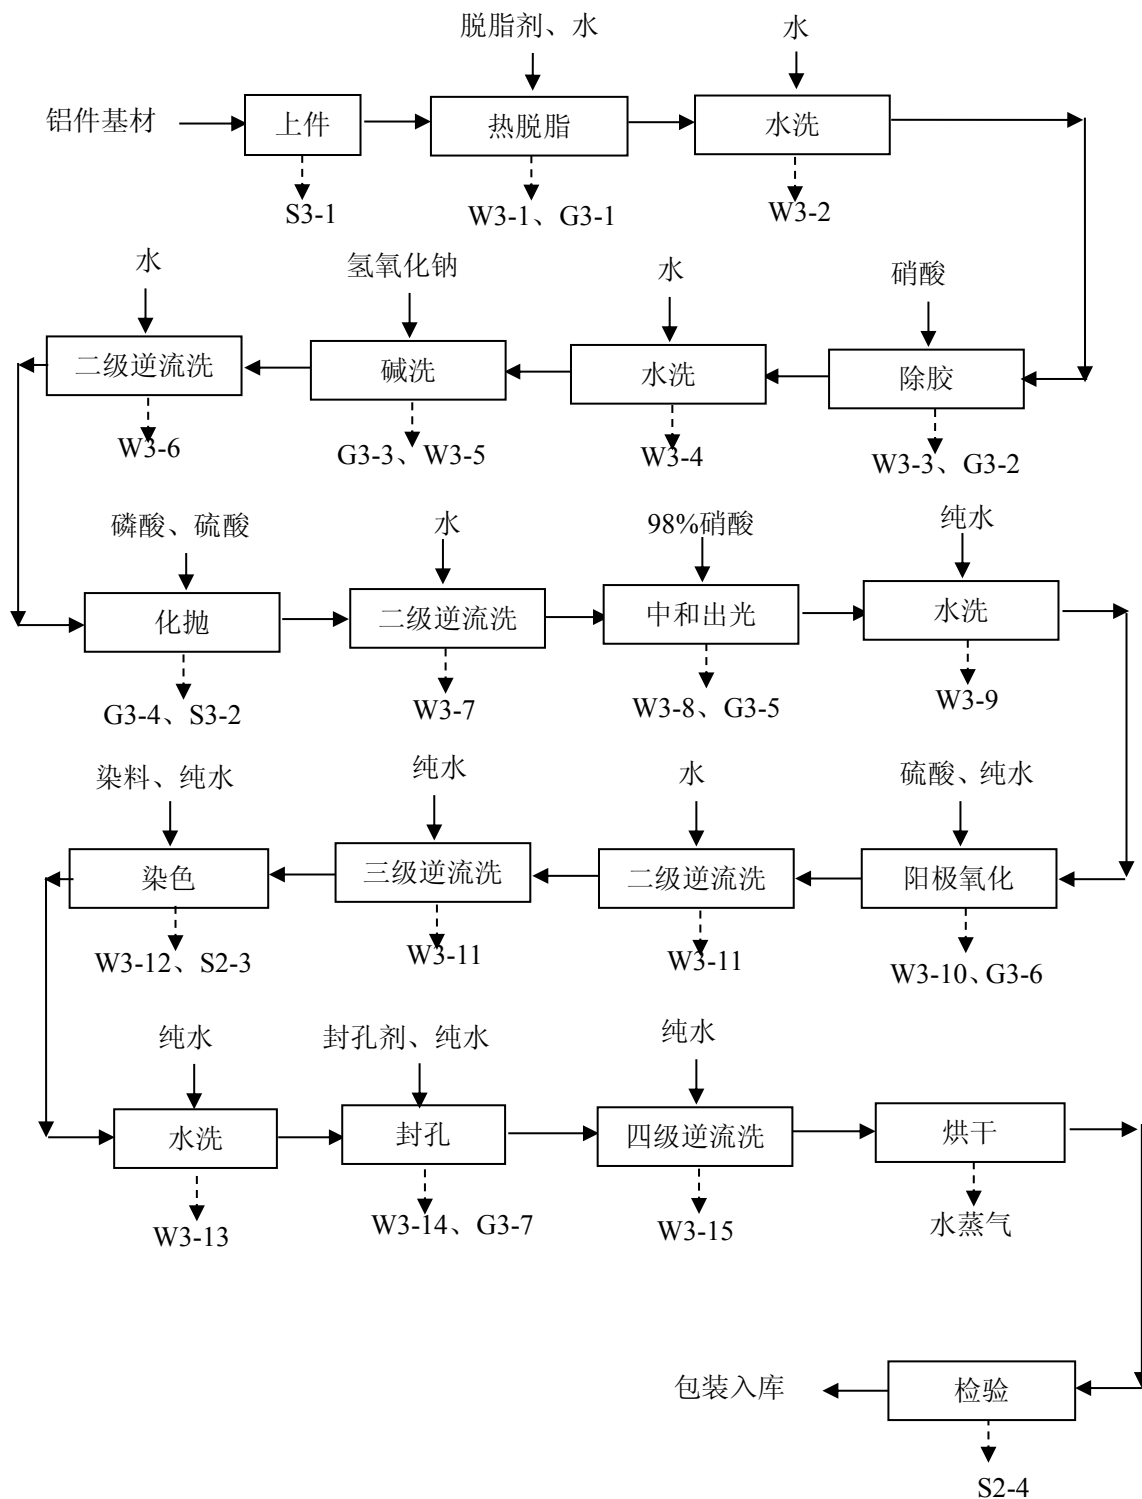 脱脂剂、水
水
铝件基材
上件
热脱脂
水洗
S3-1
W3-1、G3-1
W3-2
水
氢氧化钠
水
硝酸
二级逆流洗
碱洗
水洗
除胶
W3-6
G3-3、W3-5
W3-4
W3-3、G3-2
磷酸、硫酸
水
98%硝酸
纯水
化抛
二级逆流洗
中和出光
水洗
G3-4、S3-2
W3-7
W3-8、G3-5
W3-9
染料、纯水
纯水
水
硫酸、纯水
染色
三级逆流洗
二级逆流洗
阳极氧化
W3-12、S2-3
W3-11
W3-11
W3-10、G3-6
纯水
封孔剂、纯水
纯水
水洗
封孔
四级逆流洗
烘干
W3-13
W3-14、G3-7
W3-15
水蒸气
包装入库
检验
S2-4